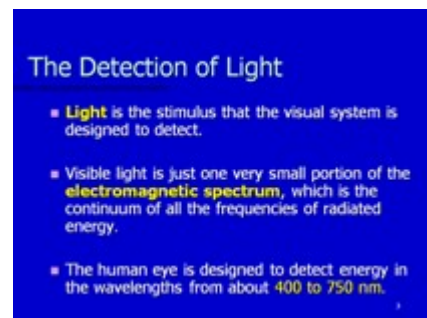 The Detection of Light
Light is the stimulus that the visual system is
designed to detect.
Visible light is just one very small portion of the
electromagnetic spectrum, which is the
continuum of all the frequencies of radiated
energy.
The human eye is designed to detect energy in
the wavelengths from about 400 to 750 nm.